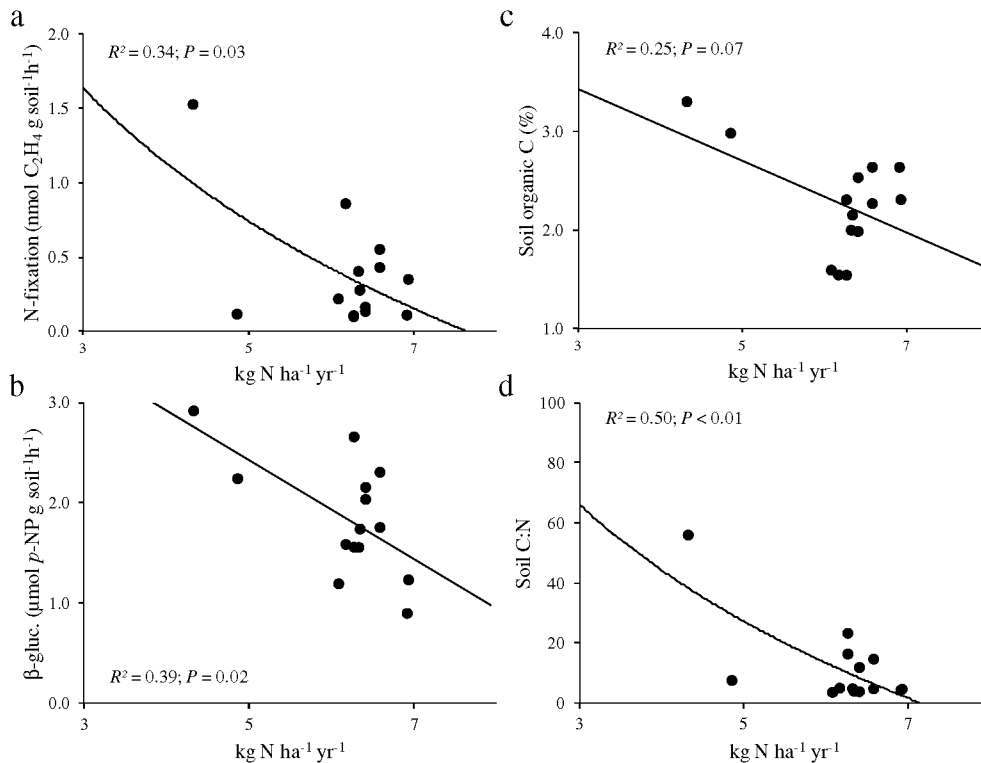 a
N-fixation (nmol C₂H₄ g soil⁻¹h⁻¹)
2.0
1.5
1.0
0.5
0.0
R² = 0.34; P = 0.03
3
5
7
kg N ha⁻¹ yr⁻¹
c
Soil organic C (%)
4.0
3.0
2.0
1.0
R² = 0.25; P = 0.07
3
5
7
kg N ha⁻¹ yr⁻¹
b
β-gluc. (µmol p-NP g soil⁻¹h⁻¹)
3.0
2.0
1.0
0.0
R² = 0.39; P = 0.02
3
5
7
kg N ha⁻¹ yr⁻¹
d
Soil C:N
100
80
60
40
20
0
R² = 0.50; P < 0.01
3
5
7
kg N ha⁻¹ yr⁻¹